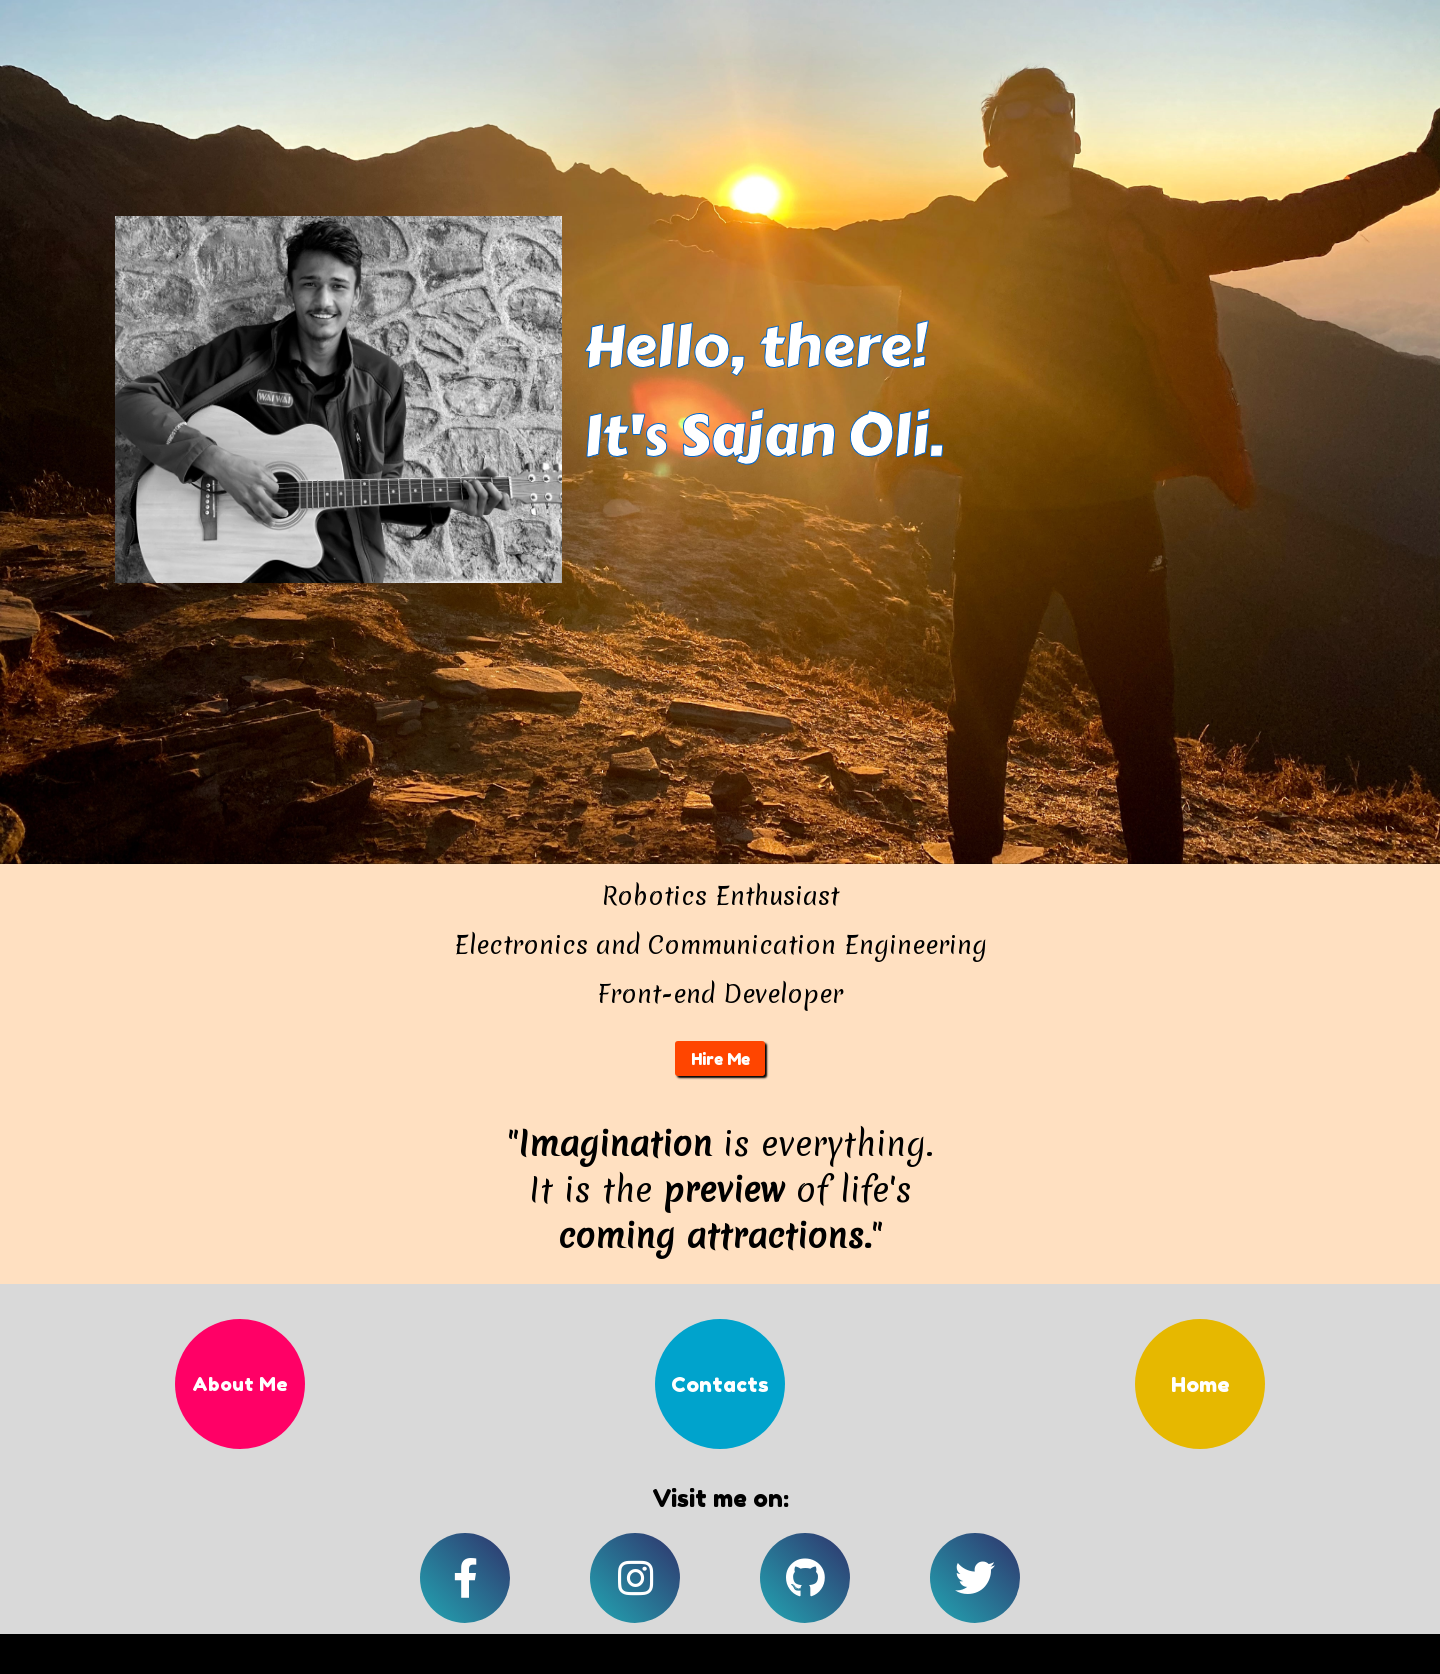 WAI WAI
Hello, there!
It's Sajan Oli.
Robotics Enthusiast
Electronics and Communication Engineering
Front-end Developer
Hire Me
"Imagination is everything.
It is the preview of life's
coming attractions."
About Me
Contacts
Home
Visit me on: